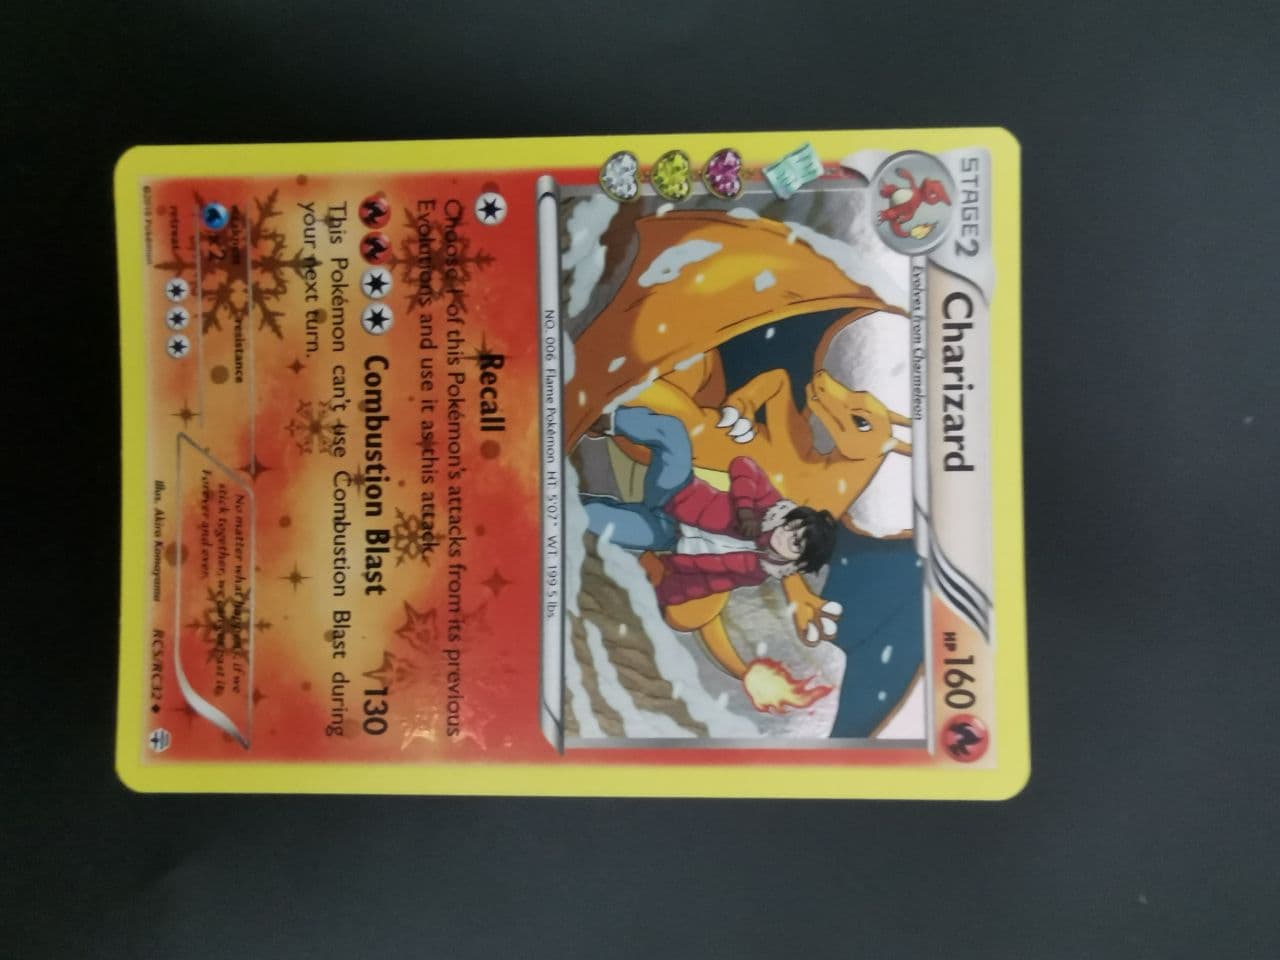 STAGE2 Charizard HP160
Evolves from Charmeleon
NO. 006 Flame Pokémon HT: 5'07" WT: 199.5 lbs.
Recall
Choose 1 of this Pokémon's attacks from its previous
Evolutions and use it as this attack.
Combustion Blast 130
This Pokémon can't use Combustion Blast during
your next turn.
weakness resistance
×2
retreat
No matter what happens, if we
stick together, we can get past it.
Forever and ever.
Illus. Akira Komayama RC5/RC32
©2016 Pokémon